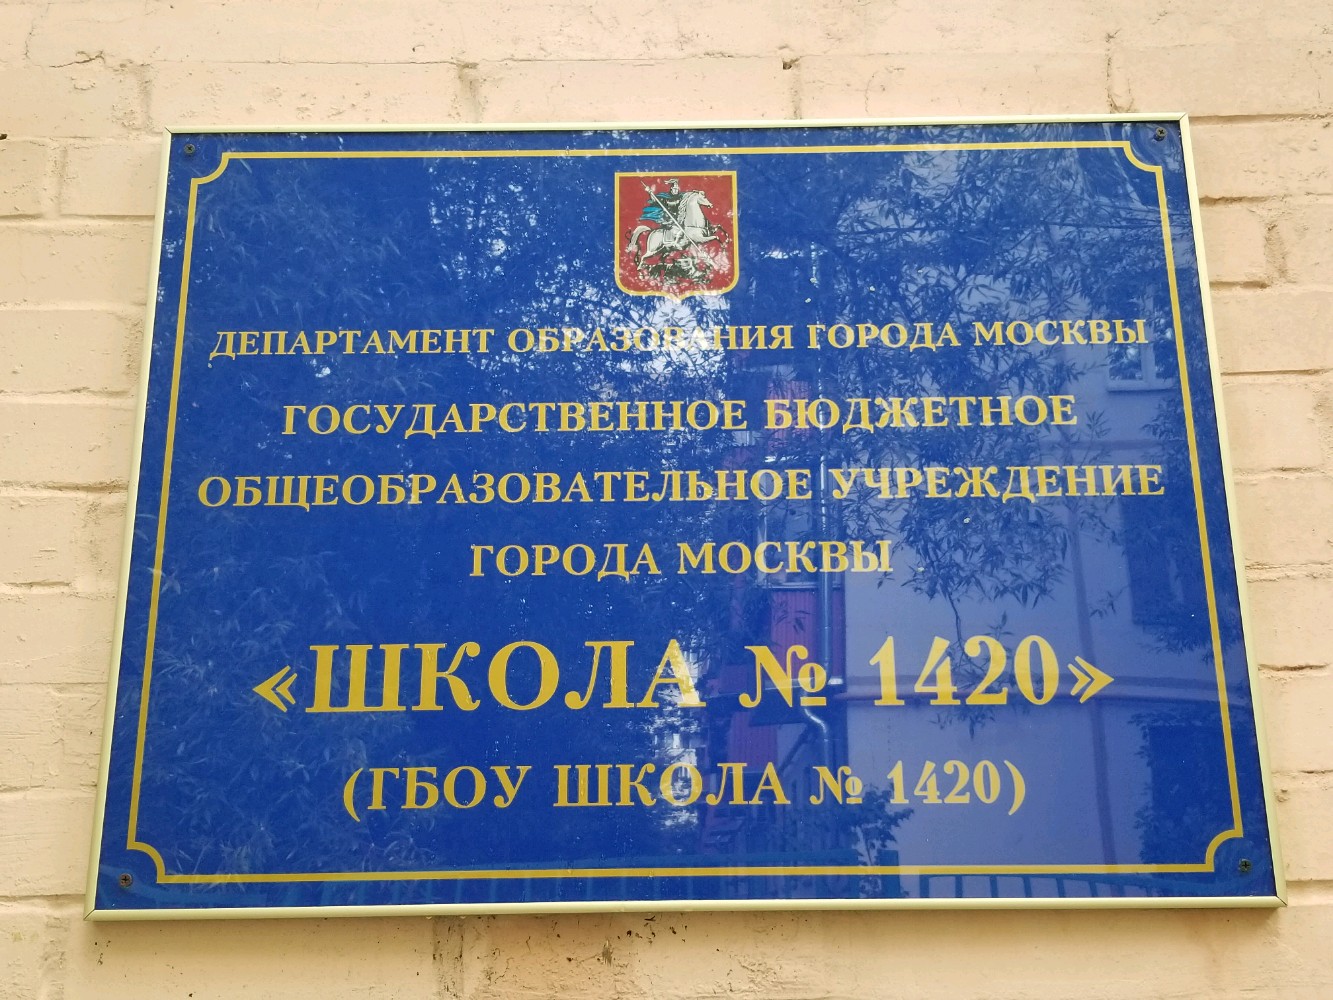 ДЕПАРТАМЕНТ ОБРАЗОВАНИЯ ГОРОДА МОСКВЫ
ГОСУДАРСТВЕННОЕ БЮДЖЕТНОЕ
ОБЩЕОБРАЗОВАТЕЛЬНОЕ УЧРЕЖДЕНИЕ
ГОРОДА МОСКВЫ
«ШКОЛА № 1420»
(ГБОУ ШКОЛА № 1420)